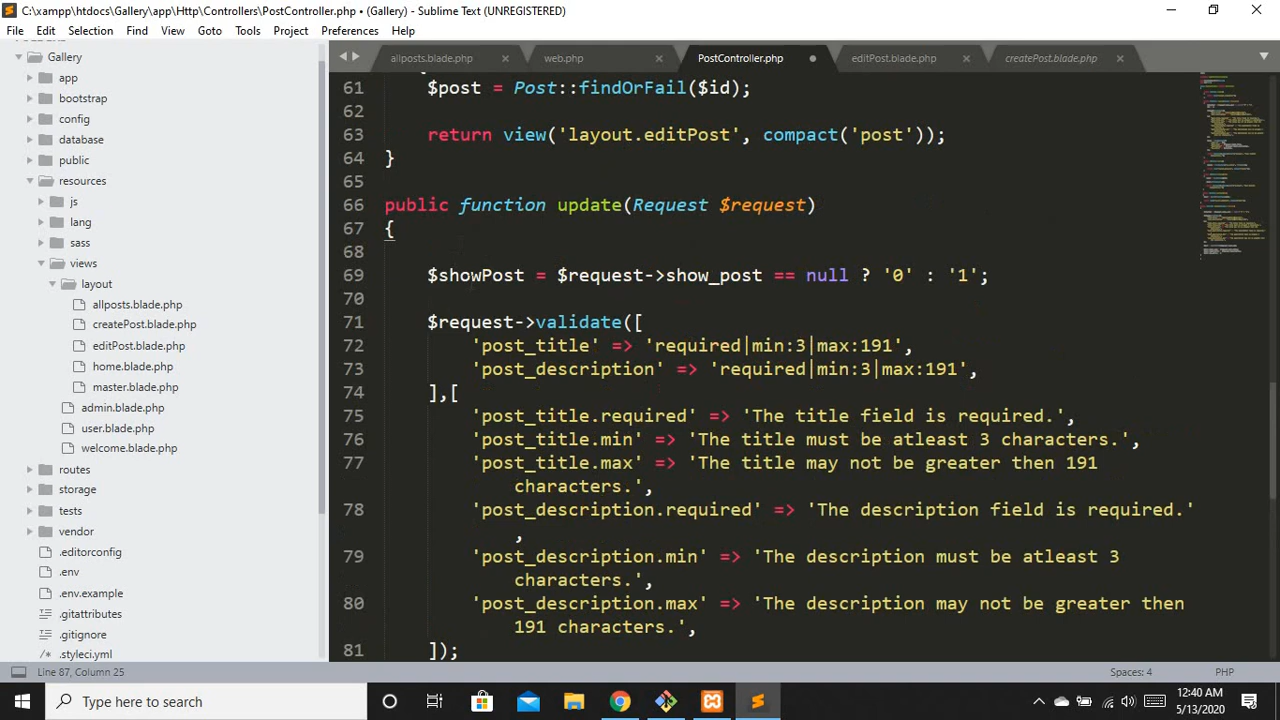 C:\xampp\htdocs\Gallery\app\Http\Controllers\PostController.php • (Gallery) - Sublime Text (UNREGISTERED)
File Edit Selection Find View Goto Tools Project Preferences Help
allposts.blade.php × web.php × PostController.php editPost.blade.php × createPost.blade.php ×
Gallery
app
bootstrap
config
database
public
resources
js
lang
sass
views
layout
allposts.blade.php
createPost.blade.php
editPost.blade.php
home.blade.php
master.blade.php
admin.blade.php
user.blade.php
welcome.blade.php
routes
storage
tests
vendor
.editorconfig
.env
.env.example
.gitattributes
.gitignore
.styleci.yml
61 $post = Post::findOrFail($id);
62
63 return view('layout.editPost', compact('post'));
64 }
65
66 public function update(Request $request)
67 {
68
69 $showPost = $request->show_post == null ? '0' : '1';
70
71 $request->validate([
72 'post_title' => 'required|min:3|max:191',
73 'post_description' => 'required|min:3|max:191',
74 ],[
75 'post_title.required' => 'The title field is required.',
76 'post_title.min' => 'The title must be atleast 3 characters.',
77 'post_title.max' => 'The title may not be greater then 191
characters.',
78 'post_description.required' => 'The description field is required.'
,
79 'post_description.min' => 'The description must be atleast 3
characters.',
80 'post_description.max' => 'The description may not be greater then
191 characters.',
81 ]);
Line 87, Column 25 Spaces: 4 PHP
Type here to search
12:40 AM
5/13/2020